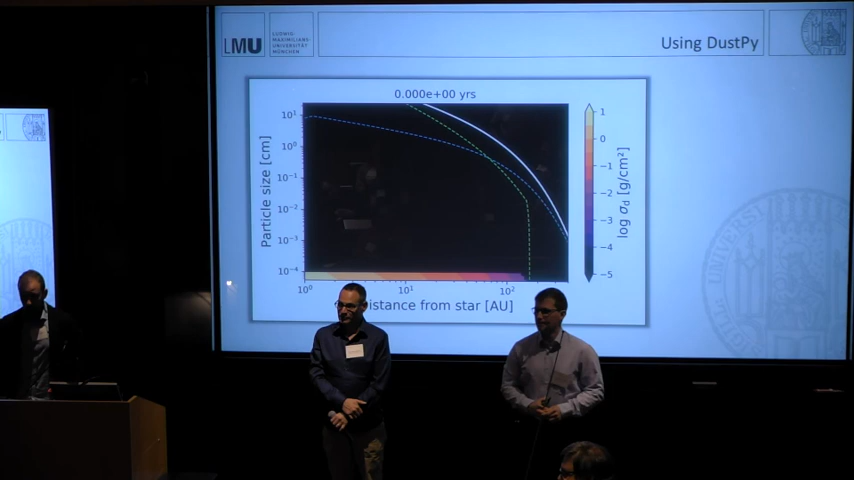 LMU
LUDWIG
MAXIMILIANS
UNIVERSITÄT
MÜNCHEN
Using DustPy
0.000e+00 yrs
Particle size [cm]
10¹
10⁰
10⁻¹
10⁻²
10⁻³
10⁻⁴
10⁰
10¹
10²
istance from star [AU]
1
0
−1
−2
−3
−4
−5
log σd [g/cm²]